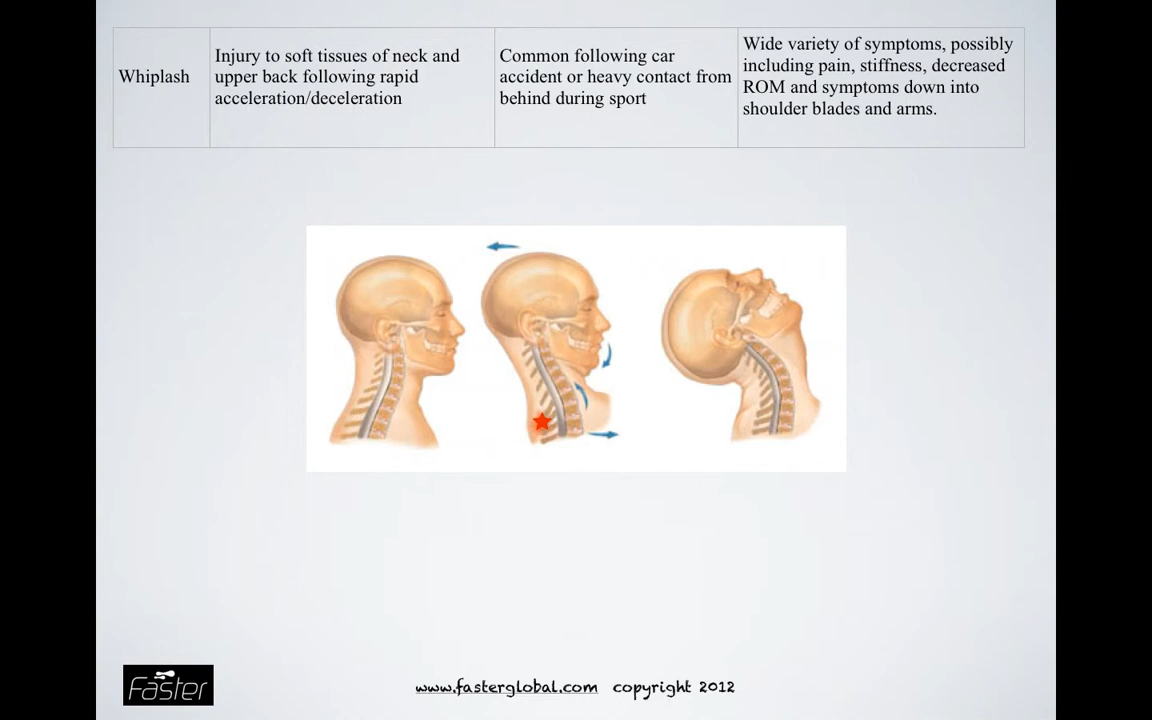 Whiplash
Injury to soft tissues of neck and
upper back following rapid
acceleration/deceleration
Common following car
accident or heavy contact from
behind during sport
Wide variety of symptoms, possibly
including pain, stiffness, decreased
ROM and symptoms down into
shoulder blades and arms.
Faster
www.fasterglobal.com copyright 2012